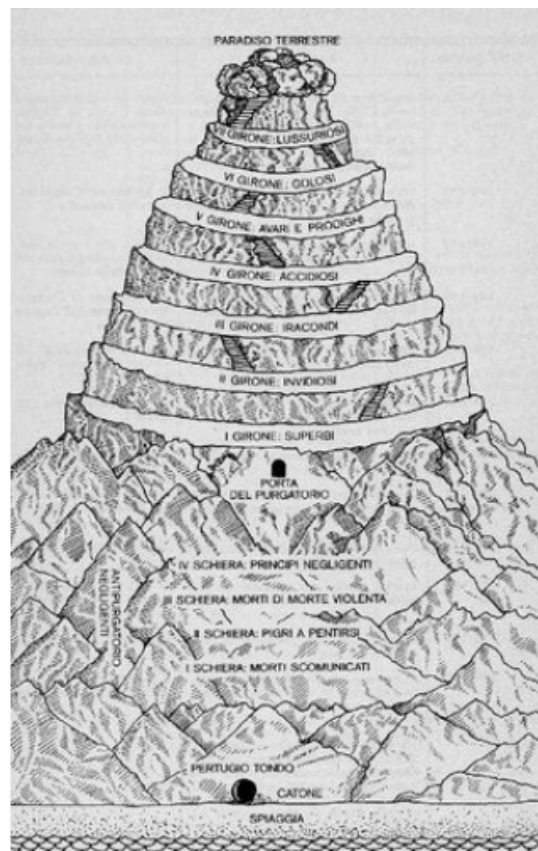 PARADISO TERRESTRE
VII GIRONE: LUSSURIOSI
VI GIRONE: GOLOSI
V GIRONE: AVARI E PRODIGHI
IV GIRONE: ACCIDIOSI
III GIRONE: IRACONDI
II GIRONE: INVIDIOSI
I GIRONE: SUPERBI
PORTA
DEL PURGATORIO
IV SCHIERA: PRINCIPI NEGLIGENTI
III SCHIERA: MORTI DI MORTE VIOLENTA
II SCHIERA: PIGRI A PENTIRSI
I SCHIERA: MORTI SCOMUNICATI
ANTIPURGATORIO
NEGLIGENTI
PERTUGIO TONDO
CATONE
SPIAGGIA